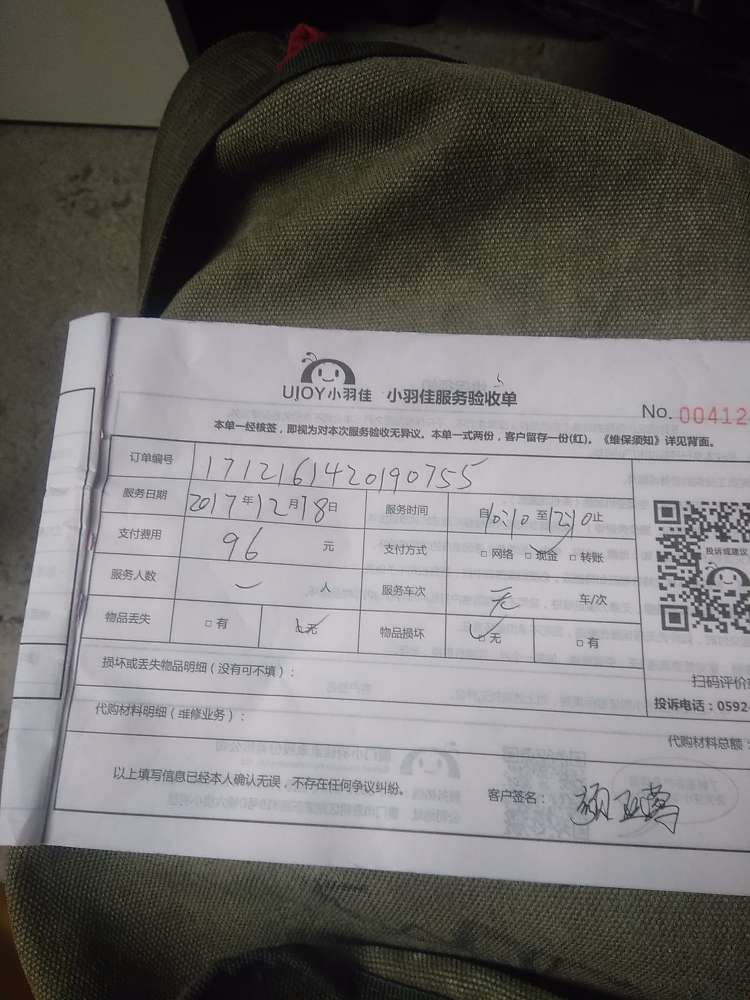 UJOY小羽佳 小羽佳服务验收单
No. 00412
本单一经核签，即视为对本次服务验收无异议。本单一式两份，客户留存一份(红)。《维保须知》详见背面。
订单编号 1712161420190755
服务日期 2017年12月18日 服务时间 自10:10至12:10止
支付费用 96 元 支付方式 □网络 □现金 □转账
服务人数 一 人 服务车次 无 车/次
物品丢失 □有 □无 物品损坏 □无 □有
投诉或建议
损坏或丢失物品明细（没有可不填）：
扫码评价
投诉电话：0592-
代购材料明细（维修业务）：
代购材料总额：
以上填写信息已经本人确认无误，不存在任何争议纠纷。 客户签名：